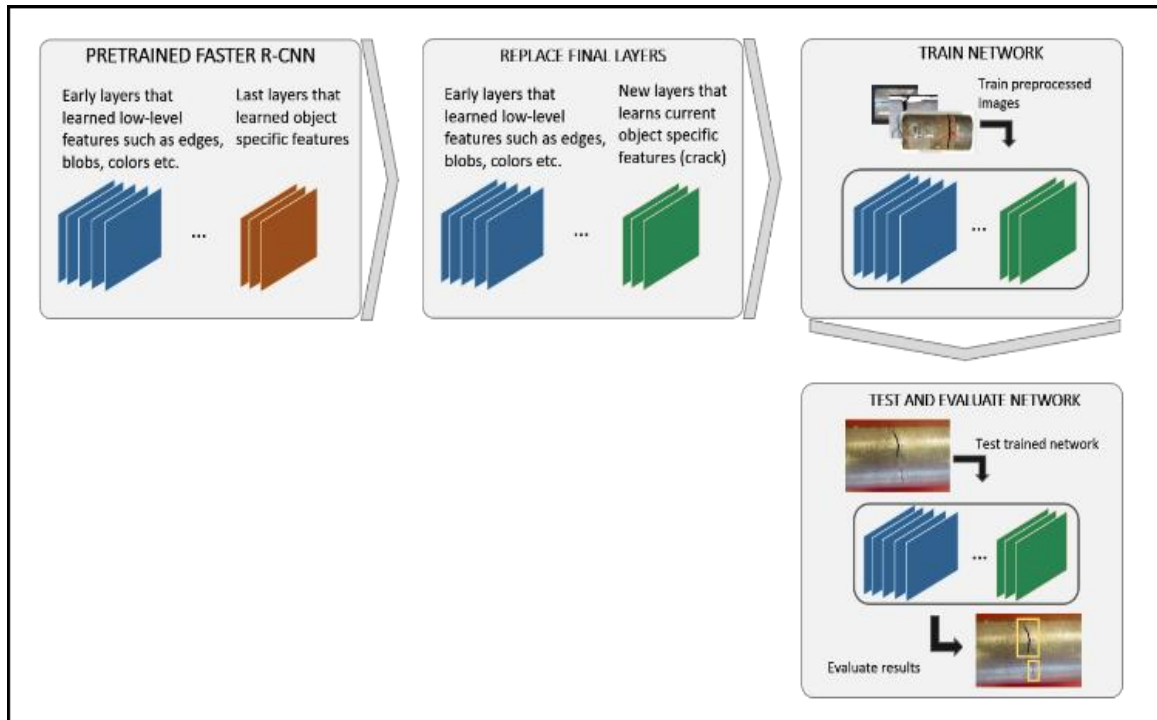 PRETRAINED FASTER R-CNN
Early layers that
learned low-level
features such as edges,
blobs, colors etc.
Last layers that
learned object
specific features
...
REPLACE FINAL LAYERS
Early layers that
learned low-level
features such as edges,
blobs, colors etc.
New layers that
learns current
object specific
features (crack)
...
TRAIN NETWORK
Train preprocessed
images
...
TEST AND EVALUATE NETWORK
Test trained network
...
Evaluate results